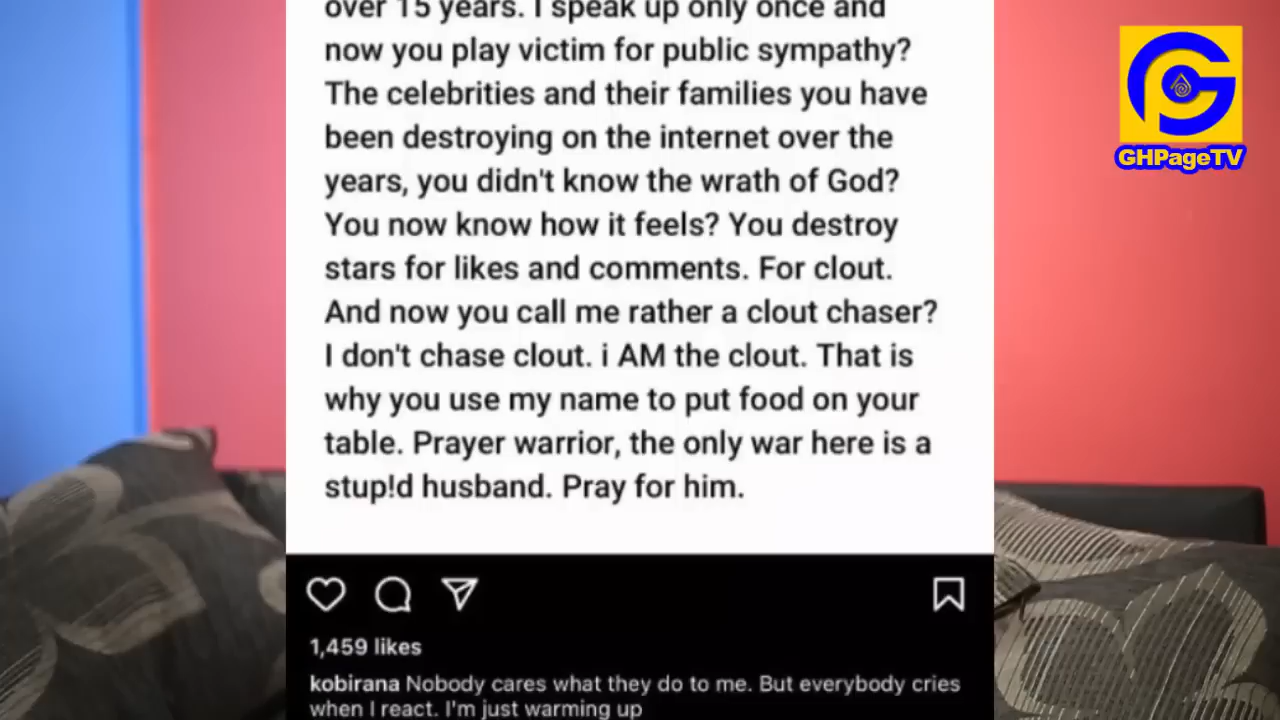 over 15 years. I speak up only once and
now you play victim for public sympathy?
The celebrities and their families you have
been destroying on the internet over the
years, you didn't know the wrath of God?
You now know how it feels? You destroy
stars for likes and comments. For clout.
And now you call me rather a clout chaser?
I don't chase clout. i AM the clout. That is
why you use my name to put food on your
table. Prayer warrior, the only war here is a
stup!d husband. Pray for him.
1,459 likes
kobirana Nobody cares what they do to me. But everybody cries
when I react. I'm just warming up
GHPageTV